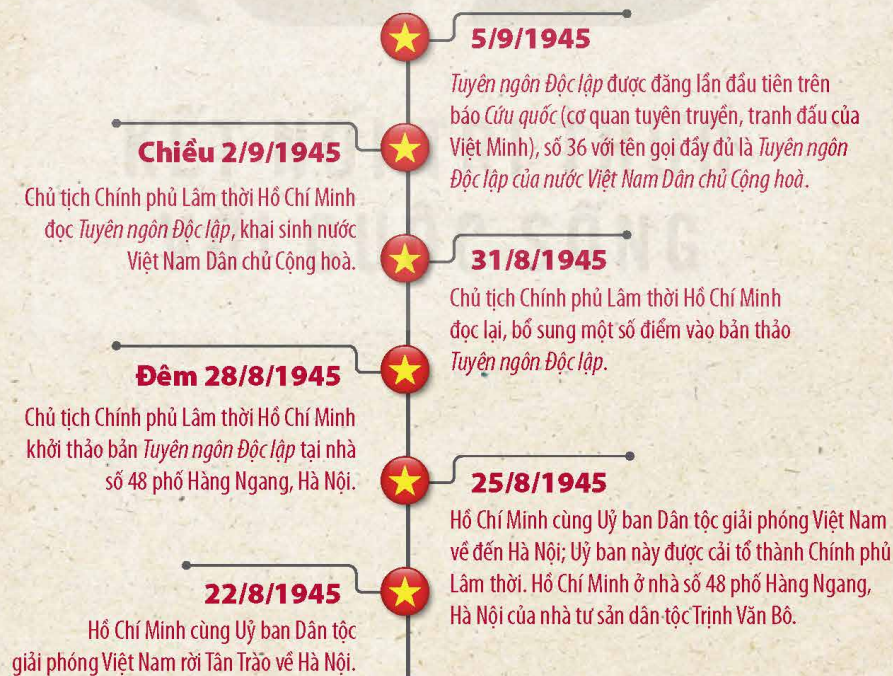 5/9/1945
Tuyên ngôn Độc lập được đăng lần đầu tiên trên
báo Cứu quốc (cơ quan tuyên truyền, tranh đấu của
Việt Minh), số 36 với tên gọi đầy đủ là Tuyên ngôn
Độc lập của nước Việt Nam Dân chủ Cộng hoà.
Chiều 2/9/1945
Chủ tịch Chính phủ Lâm thời Hồ Chí Minh
đọc Tuyên ngôn Độc lập, khai sinh nước
Việt Nam Dân chủ Cộng hoà.
31/8/1945
Chủ tịch Chính phủ Lâm thời Hồ Chí Minh
đọc lại, bổ sung một số điểm vào bản thảo
Tuyên ngôn Độc lập.
Đêm 28/8/1945
Chủ tịch Chính phủ Lâm thời Hồ Chí Minh
khởi thảo bản Tuyên ngôn Độc lập tại nhà
số 48 phố Hàng Ngang, Hà Nội.
25/8/1945
Hồ Chí Minh cùng Uỷ ban Dân tộc giải phóng Việt Nam
về đến Hà Nội; Uỷ ban này được cải tổ thành Chính phủ
Lâm thời. Hồ Chí Minh ở nhà số 48 phố Hàng Ngang,
Hà Nội của nhà tư sản dân tộc Trịnh Văn Bô.
22/8/1945
Hồ Chí Minh cùng Uỷ ban Dân tộc
giải phóng Việt Nam rời Tân Trào về Hà Nội.